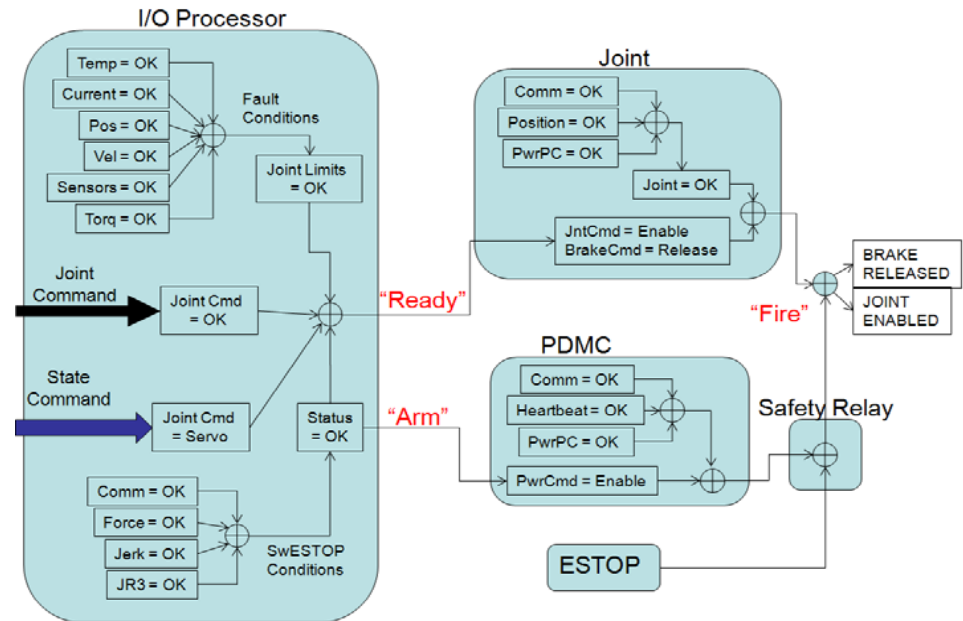 I/O Processor
Temp = OK
Current = OK
Pos = OK
Vel = OK
Sensors = OK
Torq = OK
Fault
Conditions
Joint Limits
= OK
Joint
Command
Joint Cmd
= OK
State
Command
Joint Cmd
= Servo
Status
= OK
Comm = OK
Force = OK
Jerk = OK
JR3 = OK
SwESTOP
Conditions
“Ready”
“Arm”
Joint
Comm = OK
Position = OK
PwrPC = OK
Joint = OK
JntCmd = Enable
BrakeCmd = Release
“Fire”
BRAKE
RELEASED
JOINT
ENABLED
PDMC
Comm = OK
Heartbeat = OK
PwrPC = OK
PwrCmd = Enable
Safety Relay
ESTOP